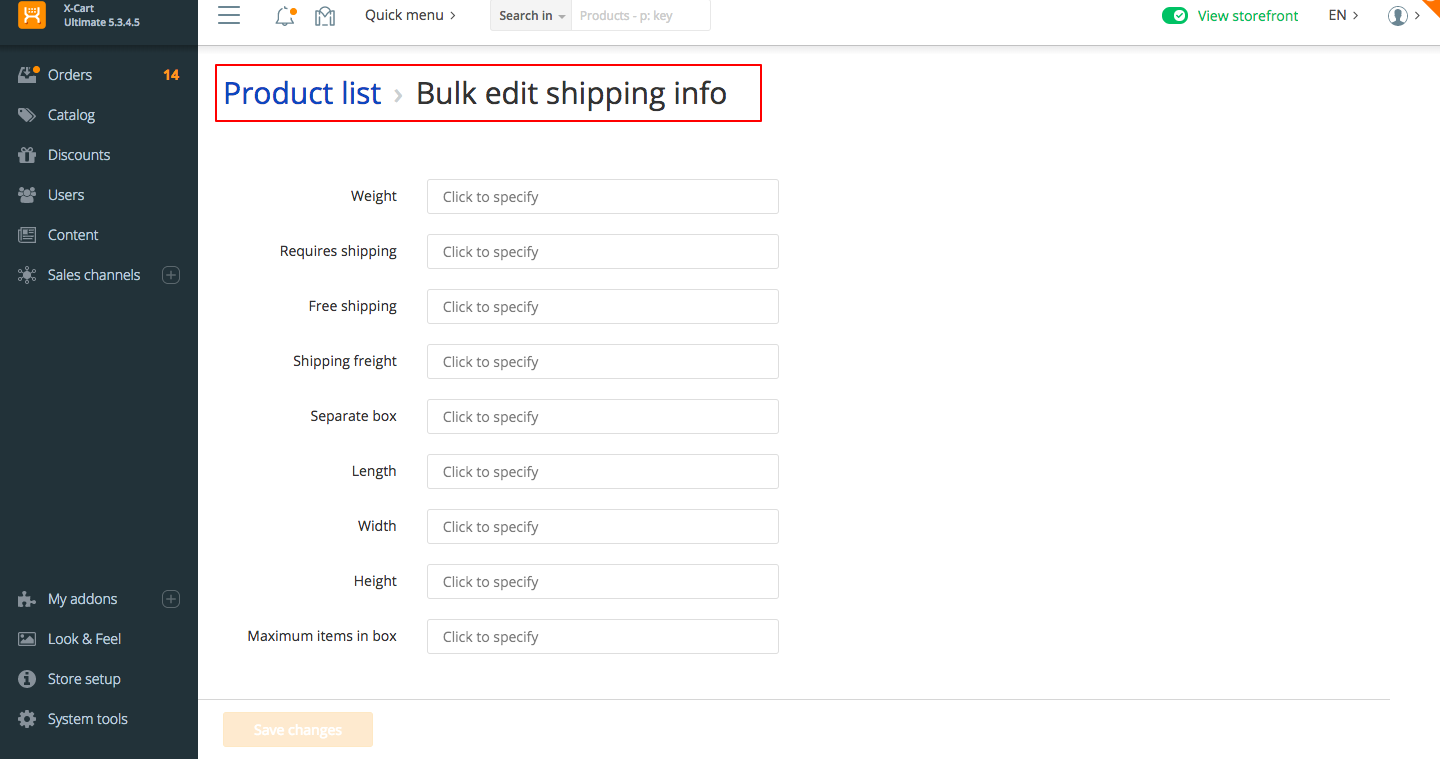 X-Cart
Ultimate 5.3.4.5
Quick menu
Search in
Products - p: key
View storefront
EN
Orders 14
Catalog
Discounts
Users
Content
Sales channels
My addons
Look & Feel
Store setup
System tools
Product list › Bulk edit shipping info
Weight Click to specify
Requires shipping Click to specify
Free shipping Click to specify
Shipping freight Click to specify
Separate box Click to specify
Length Click to specify
Width Click to specify
Height Click to specify
Maximum items in box Click to specify
Save changes